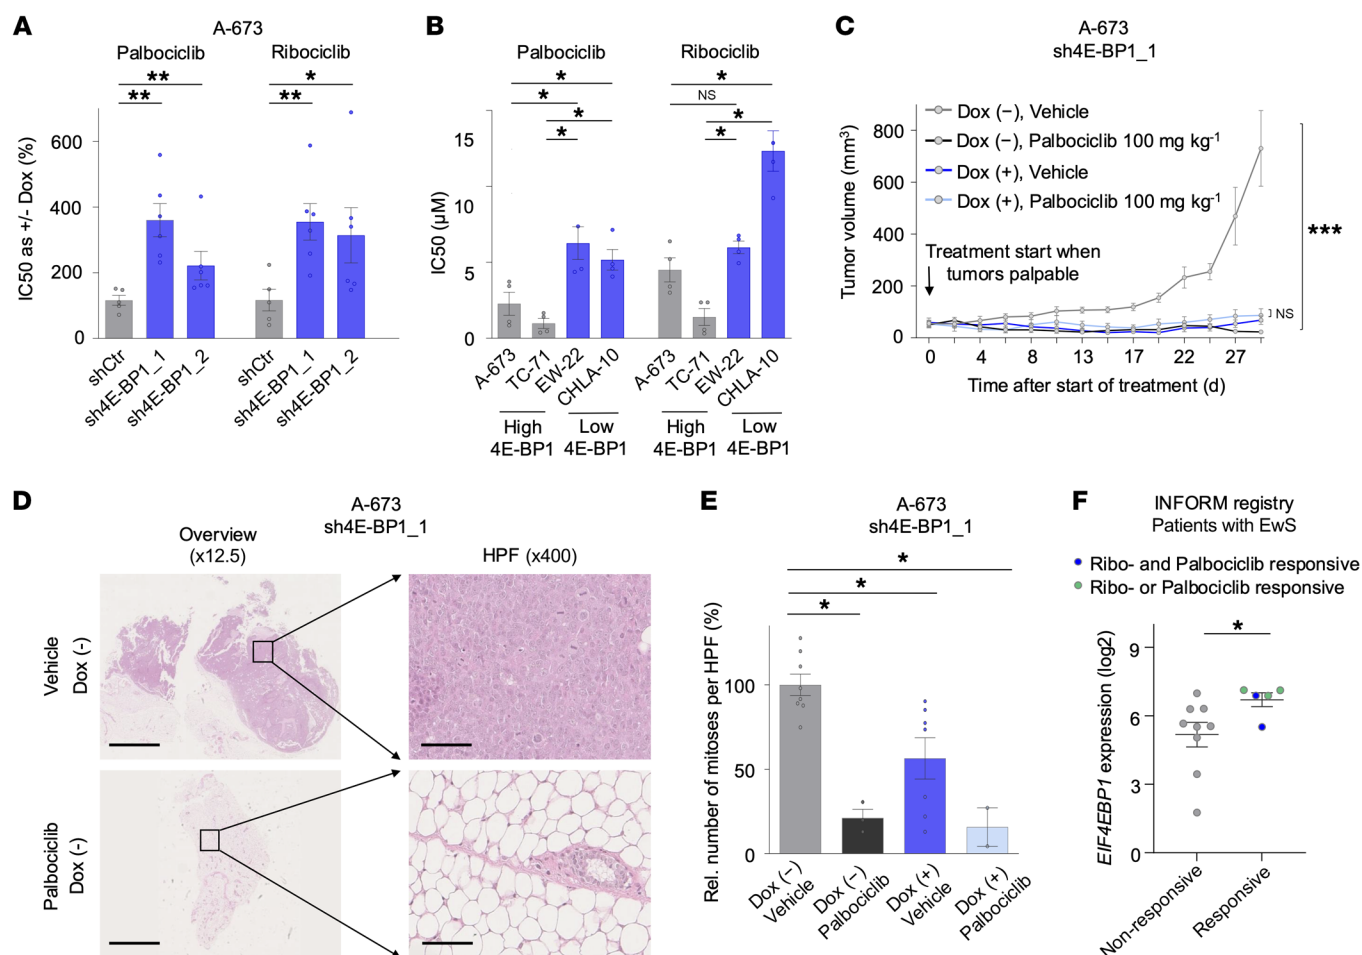 A
A-673
Palbociclib
Ribociclib
**
*
**
**
IC50 as +/- Dox (%)
600
400
200
0
shCtr
sh4E-BP1_1
sh4E-BP1_2
shCtr
sh4E-BP1_1
sh4E-BP1_2
B
Palbociclib
Ribociclib
*
*
*
NS
*
*
*
*
IC50 (µM)
15
10
5
0
A-673
TC-71
EW-22
CHLA-10
A-673
TC-71
EW-22
CHLA-10
High
4E-BP1
Low
4E-BP1
High
4E-BP1
Low
4E-BP1
C
A-673
sh4E-BP1_1
Dox (−), Vehicle
Dox (−), Palbociclib 100 mg kg-1
Dox (+), Vehicle
Dox (+), Palbociclib 100 mg kg-1
Treatment start when
tumors palpable
***
NS
Tumor volume (mm3)
800
600
400
200
0
0 4 8 13 17 22 27
Time after start of treatment (d)
D
A-673
sh4E-BP1_1
Overview
(x12.5)
HPF (x400)
Vehicle
Dox (-)
Palbociclib
Dox (-)
E
A-673
sh4E-BP1_1
*
*
*
Rel. number of mitoses per HPF (%)
100
50
0
Dox (−)
Vehicle
Dox (−)
Palbociclib
Dox (+)
Vehicle
Dox (+)
Palbociclib
F
INFORM registry
Patients with EwS
Ribo- and Palbociclib responsive
Ribo- or Palbociclib responsive
*
EIF4EBP1 expression (log2)
9
6
3
0
Non-responsive
Responsive